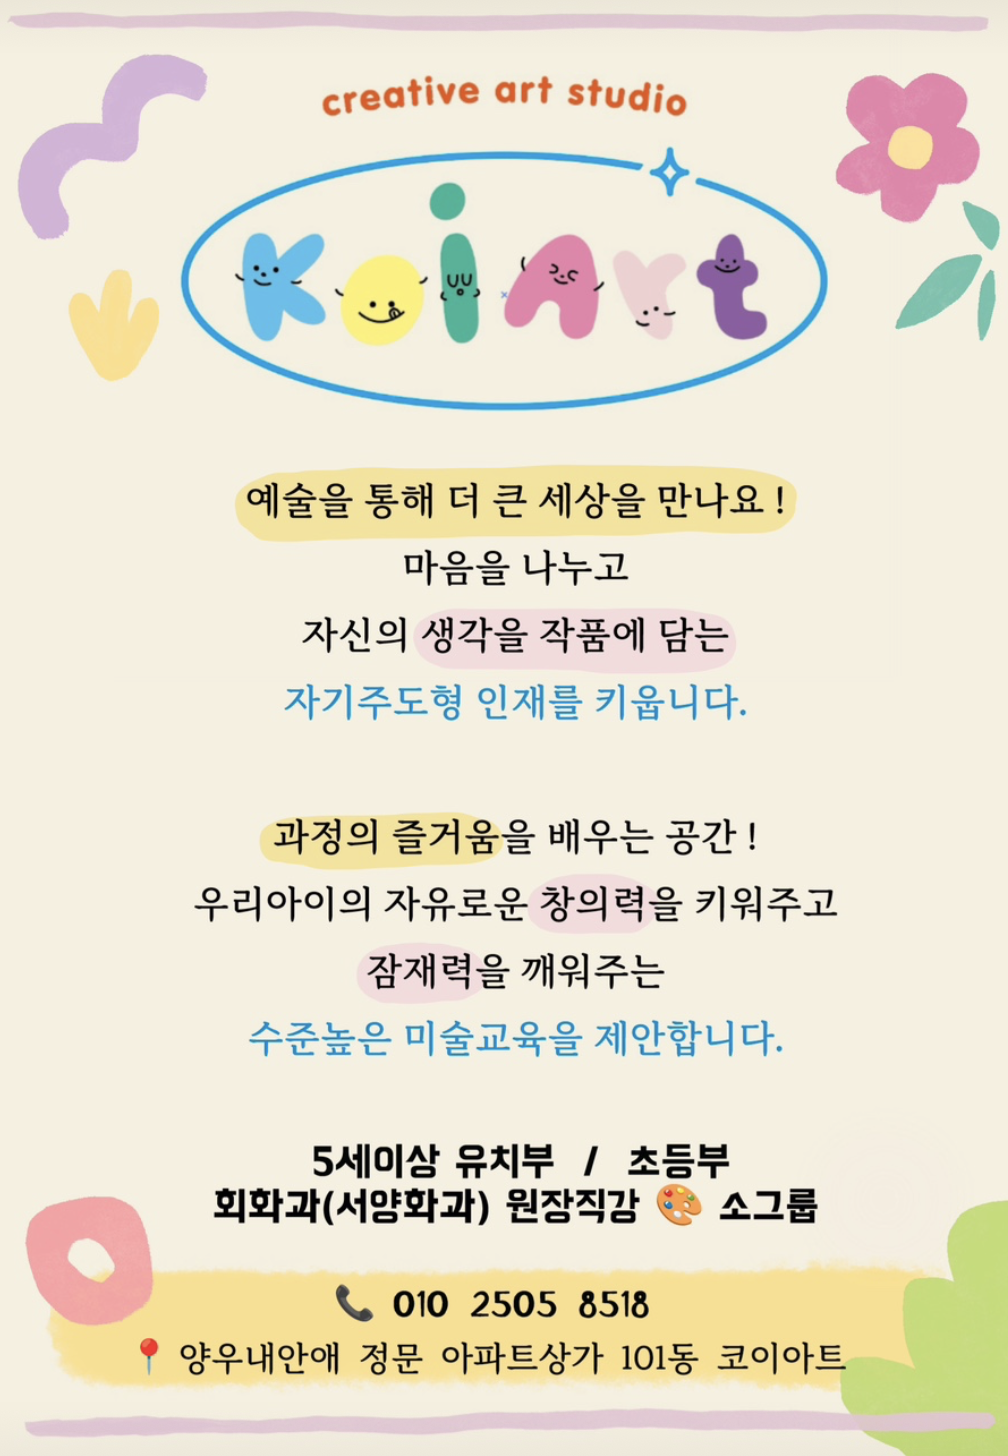 creative art studio
KoiArt
예술을 통해 더 큰 세상을 만나요 !
마음을 나누고
자신의 생각을 작품에 담는
자기주도형 인재를 키웁니다.
과정의 즐거움을 배우는 공간 !
우리아이의 자유로운 창의력을 키워주고
잠재력을 깨워주는
수준높은 미술교육을 제안합니다.
5세이상 유치부 / 초등부
회화과(서양화과) 원장직강 🎨 소그룹
📞 010 2505 8518
📍 양우내안애 정문 아파트상가 101동 코이아트